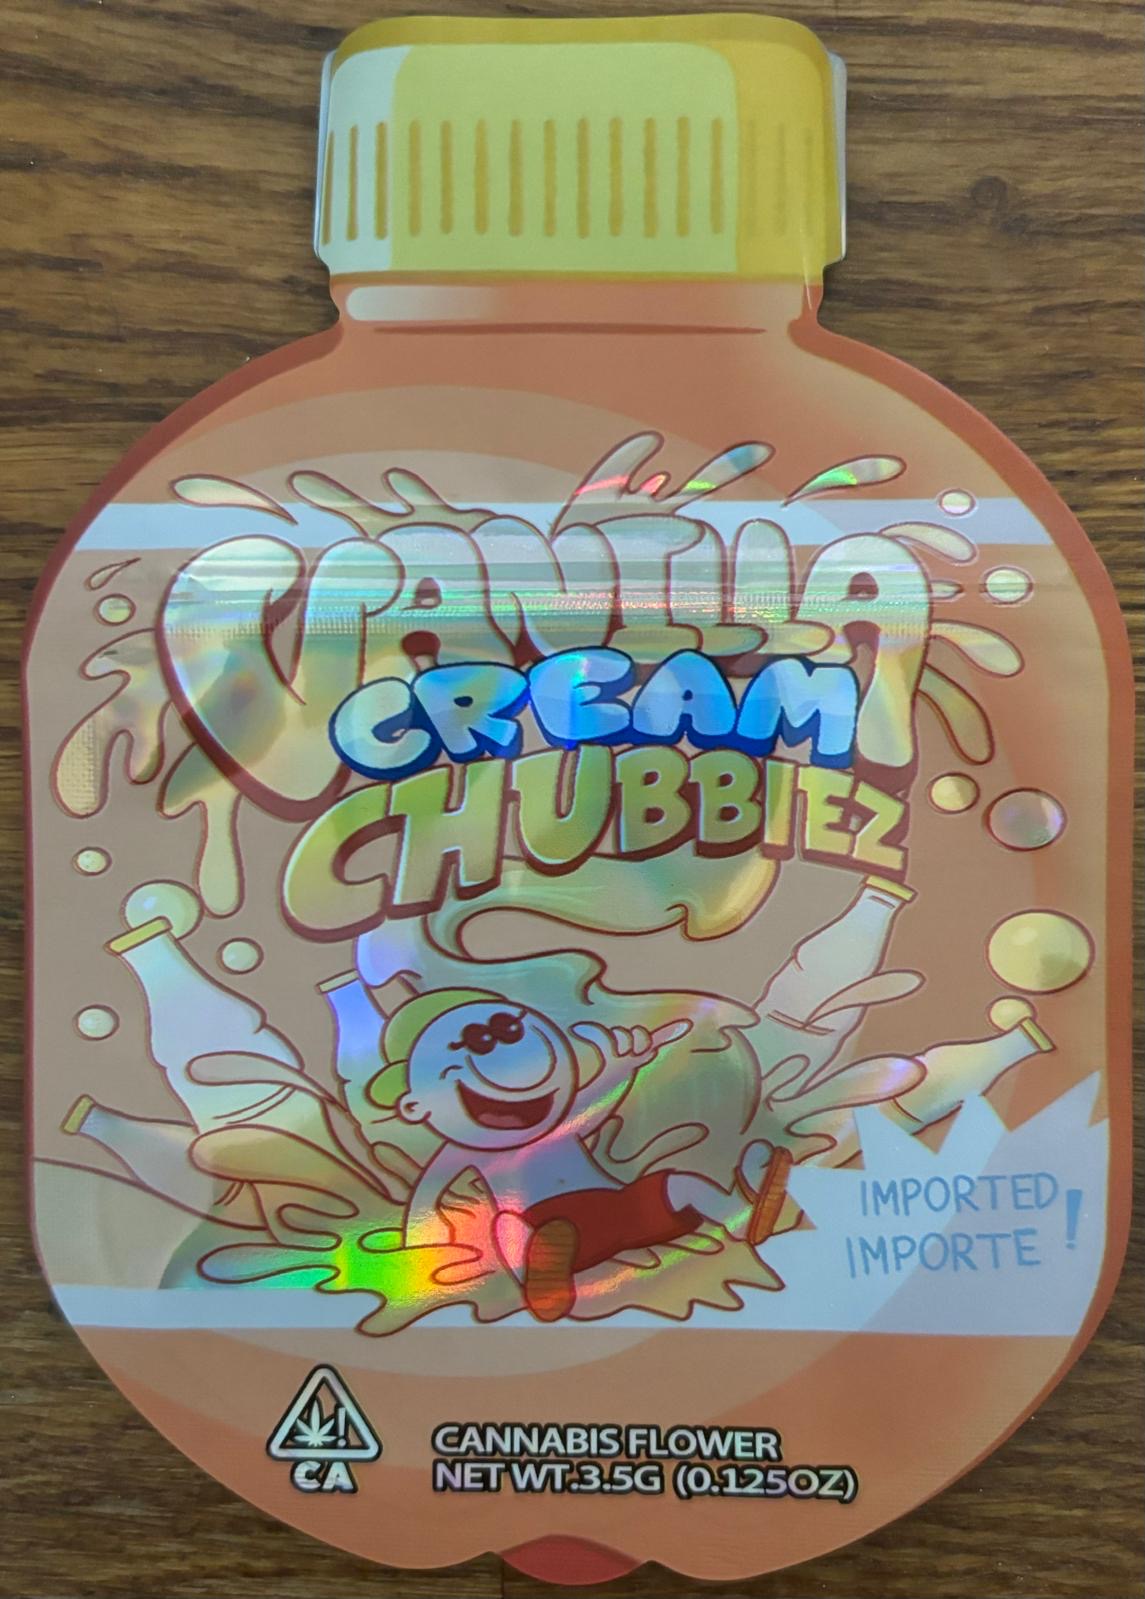 VANILLA
CREAM
CHUBBIEZ
IMPORTED
IMPORTE !
CA
CANNABIS FLOWER
NET WT.3.5G (0.125OZ)